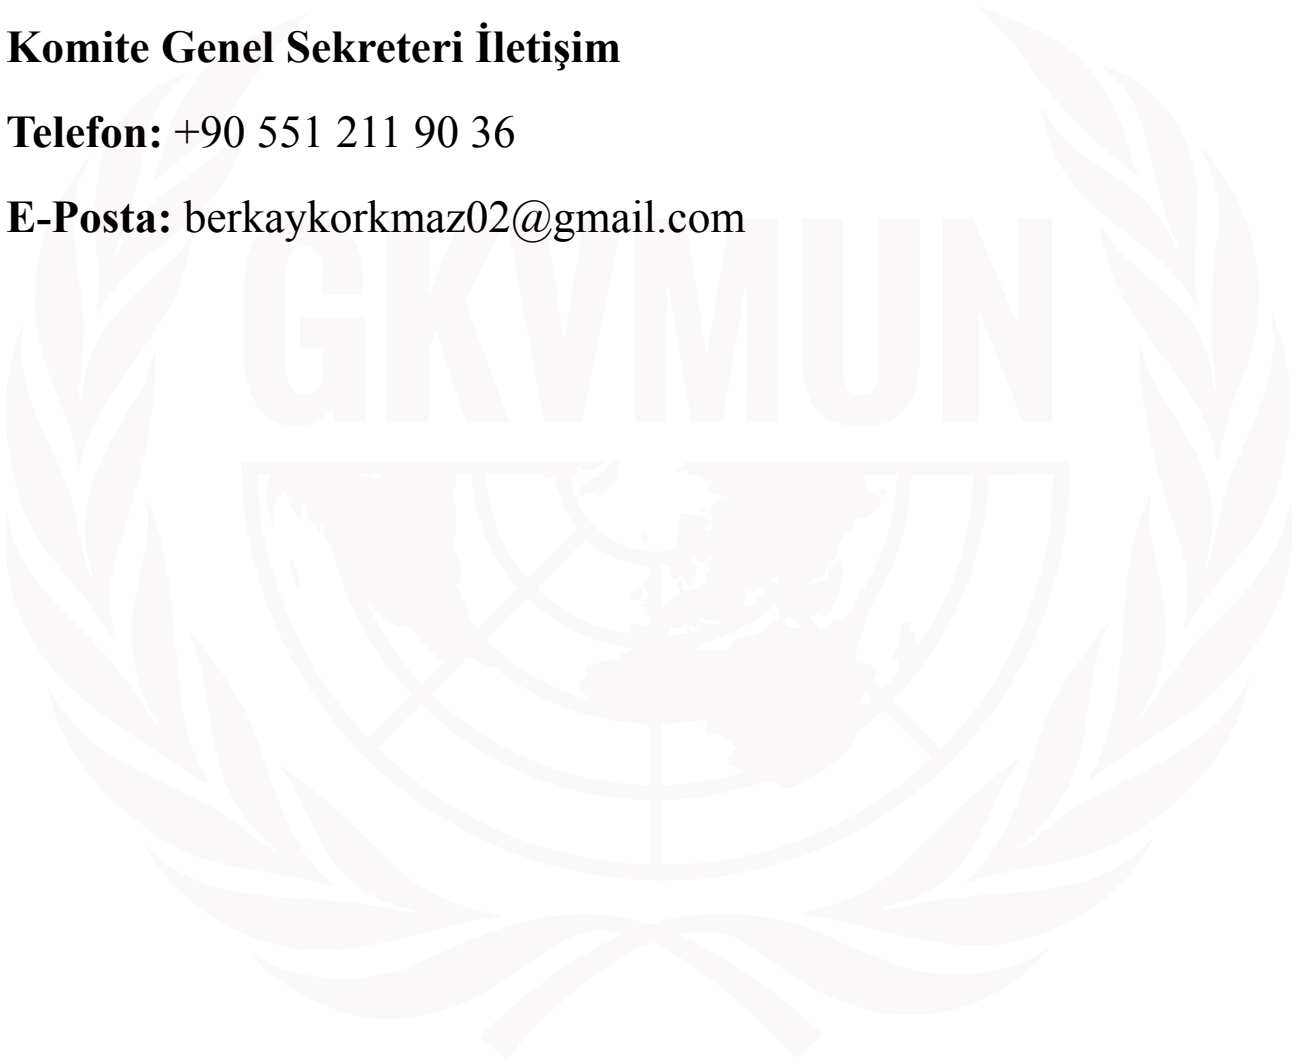 Komite Genel Sekreteri İletişim
Telefon: +90 551 211 90 36
E-Posta: berkaykorkmaz02@gmail.com
GKVMUN